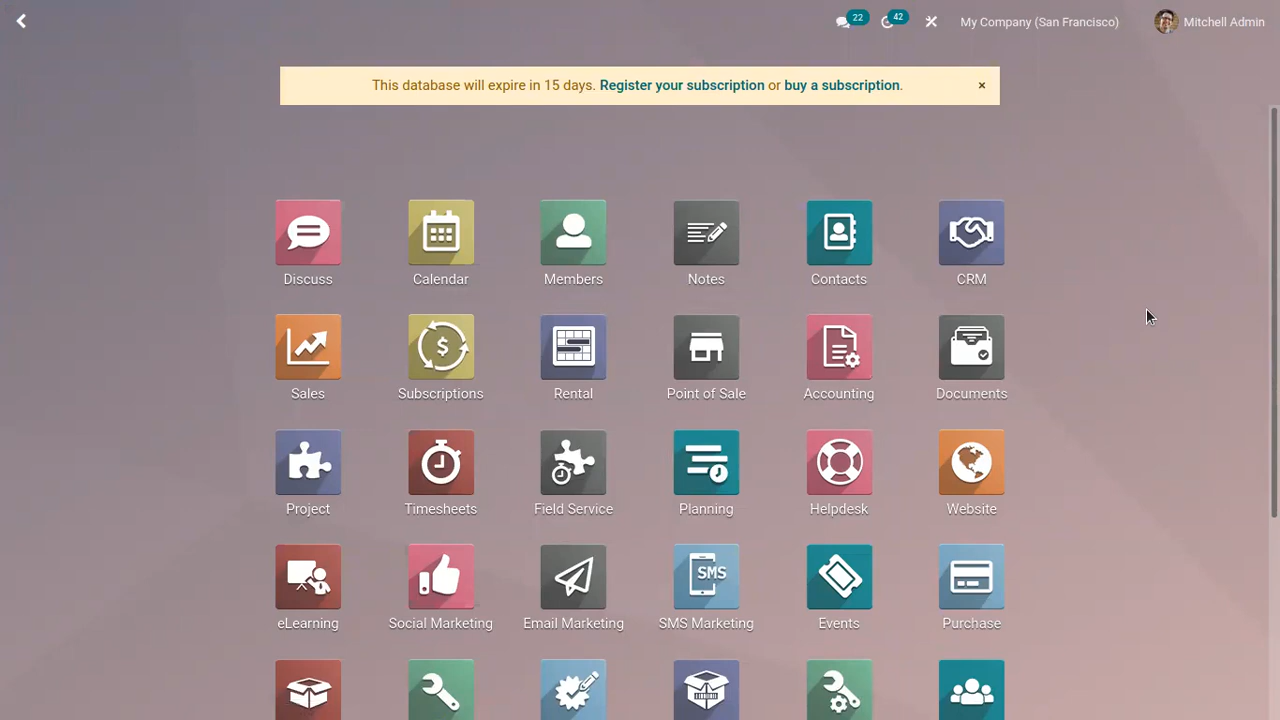 22 42 My Company (San Francisco) Mitchell Admin
This database will expire in 15 days. Register your subscription or buy a subscription. ×
Discuss Calendar Members Notes Contacts CRM
$
Sales Subscriptions Rental Point of Sale Accounting Documents
Project Timesheets Field Service Planning Helpdesk Website
SMS
eLearning Social Marketing Email Marketing SMS Marketing Events Purchase